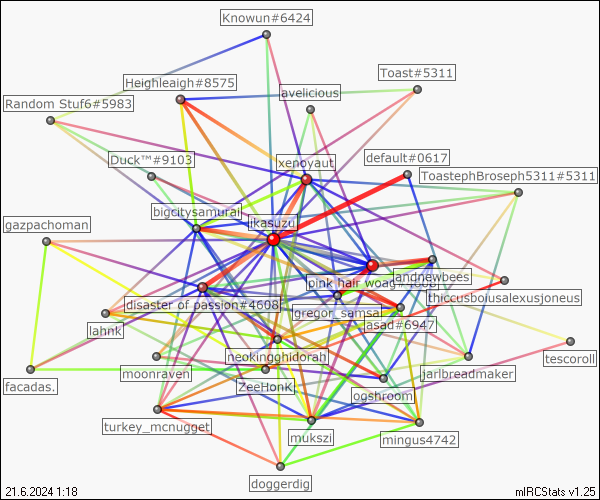 Knowun#6424
Toast#5311
Heighleaigh#8575
avelicious
Random Stuf6#5983
Duck™#9103
xenoyaut
default#0617
ToastephBroseph5311#5311
bigcitysamurai
ikasuzu
gazpachoman
andnewbees
pink hair woag
thiccusboiusalexusjoneus
disaster of passion#4608
gregor_samsa
asad#6947
lahnk
neokingghidorah
tescoroll
moonraven
jarlbreadmaker
facadas.
ZeeHonK
ogshroom
turkey_mcnugget
mukszi
mingus4742
doggerdig
21.6.2024 1:18
mIRCStats v1.25